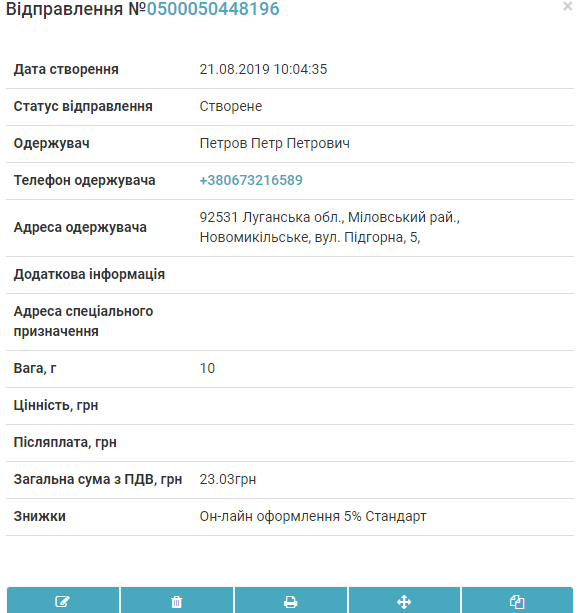 Відправлення №0500050448196
Дата створення 21.08.2019 10:04:35
Статус відправлення Створене
Одержувач Петров Петр Петрович
Телефон одержувача +380673216589
Адреса одержувача 92531 Луганська обл., Міловський рай.,
Новомикільське, вул. Підгорна, 5,
Додаткова інформація
Адреса спеціального
призначення
Вага, г 10
Цінність, грн
Післяплата, грн
Загальна сума з ПДВ, грн 23.03грн
Знижки Он-лайн оформлення 5% Стандарт